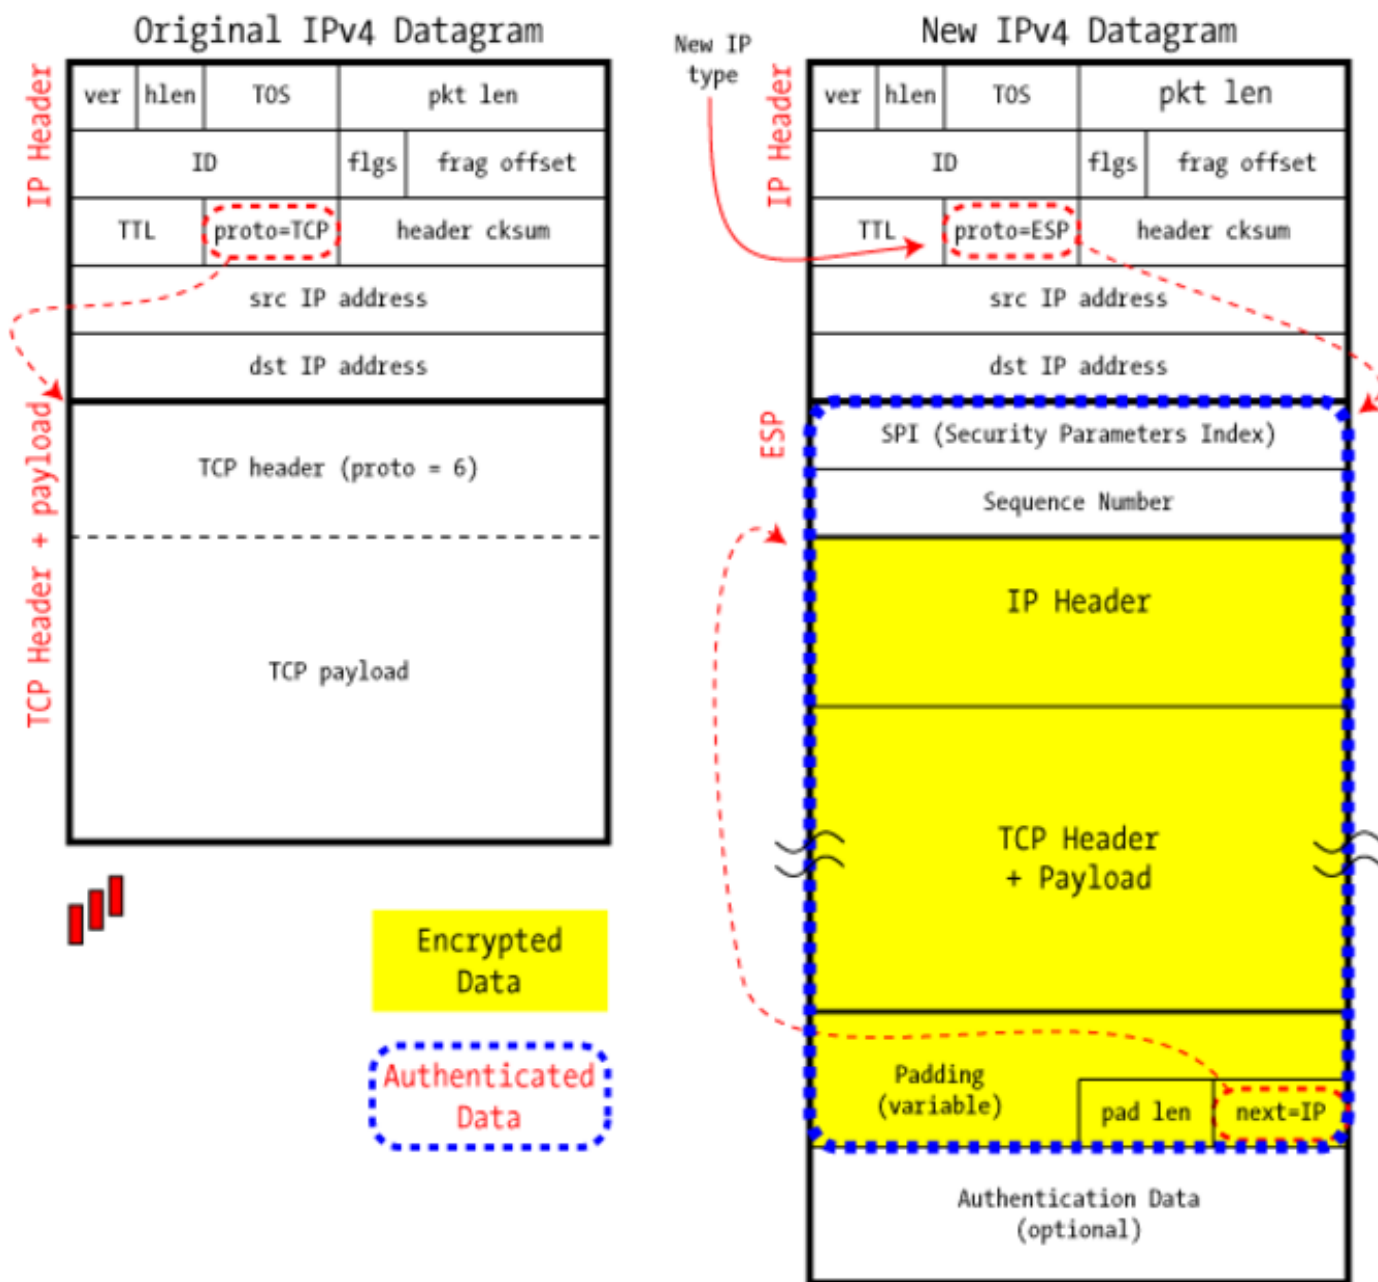 Original IPv4 Datagram
IP Header
ver hlen TOS pkt len
ID flgs frag offset
TTL proto=TCP header cksum
src IP address
dst IP address
TCP Header + payload
TCP header (proto = 6)
TCP payload
Encrypted
Data
Authenticated
Data
New IP
type
New IPv4 Datagram
IP Header
ver hlen TOS pkt len
ID flgs frag offset
TTL proto=ESP header cksum
src IP address
dst IP address
ESP
SPI (Security Parameters Index)
Sequence Number
IP Header
TCP Header
+ Payload
Padding
(variable)
pad len next=IP
Authentication Data
(optional)